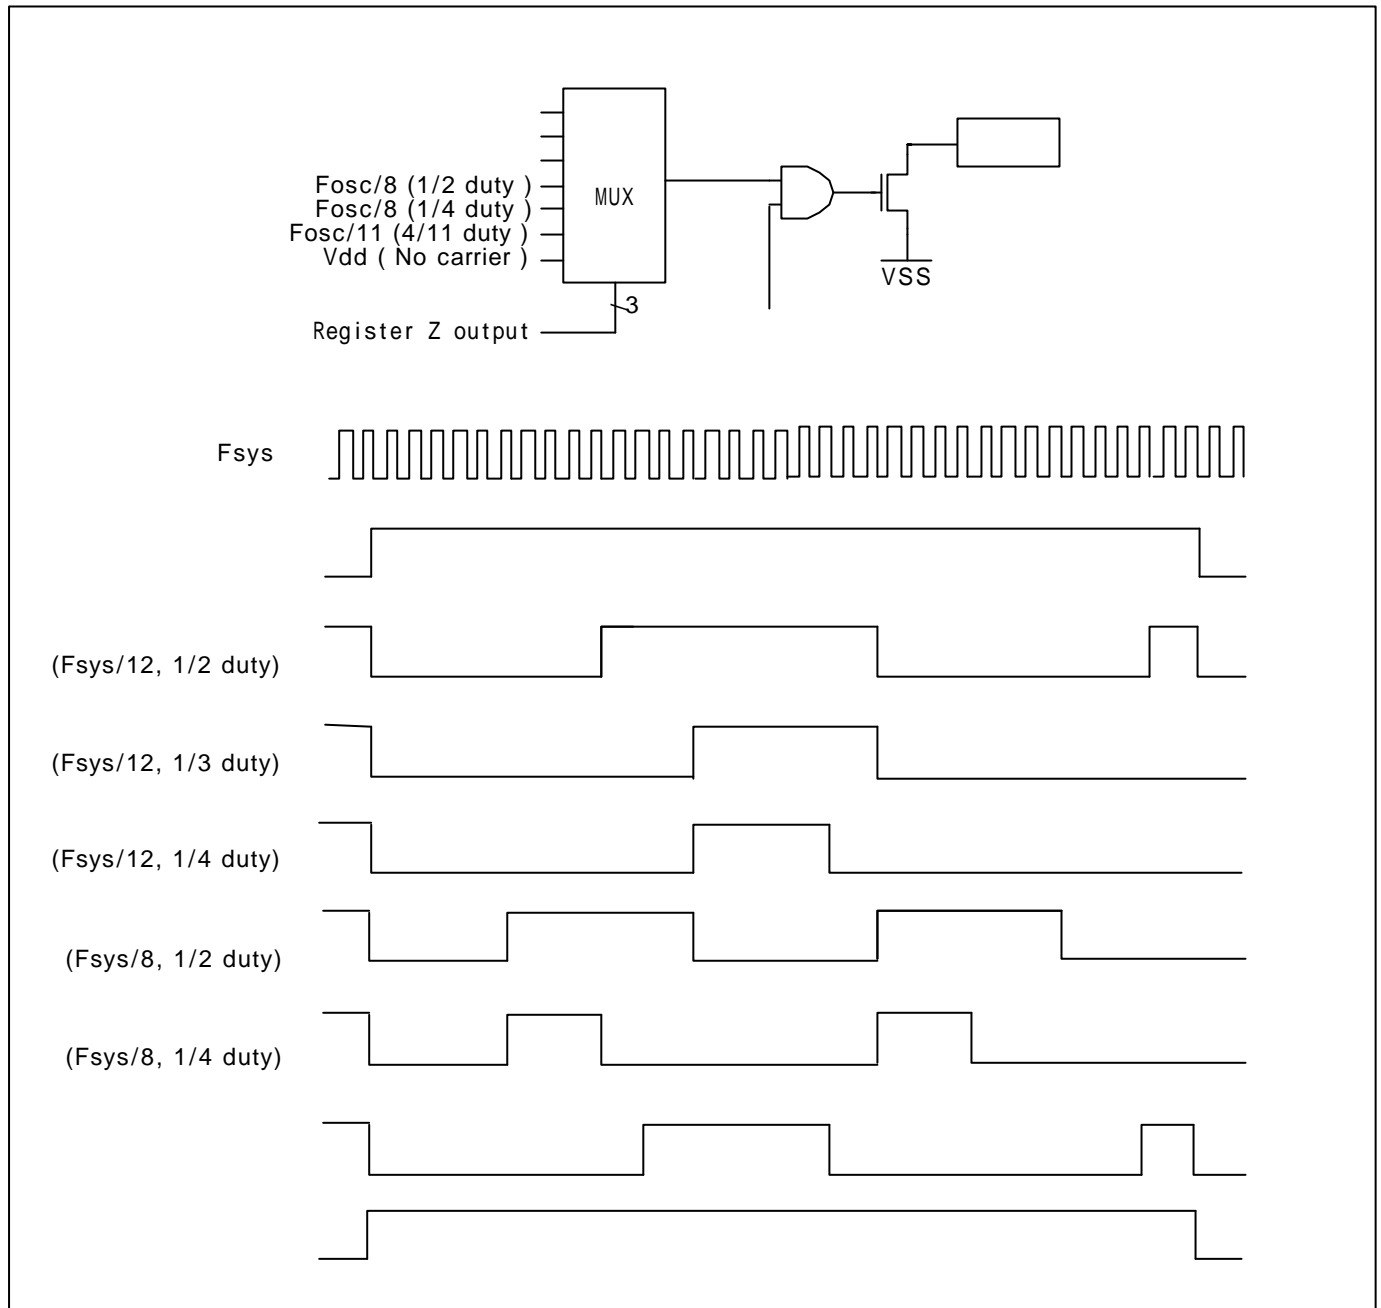 Fosc/8 (1/2 duty )
Fosc/8 (1/4 duty )
Fosc/11 (4/11 duty )
Vdd ( No carrier )
MUX
VSS
3
Register Z output
Fsys
(Fsys/12, 1/2 duty)
(Fsys/12, 1/3 duty)
(Fsys/12, 1/4 duty)
(Fsys/8, 1/2 duty)
(Fsys/8, 1/4 duty)